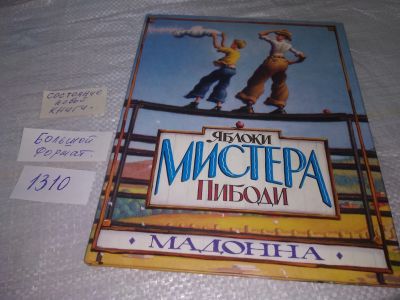 СОСТОЯНИЕ
НОВОЙ
КНИГИ-
БОЛЬШОЙ
ФОРМАТ.
1310
ЯБЛОКИ
МИСТЕРА
ПИБОДИ
МАДОННА